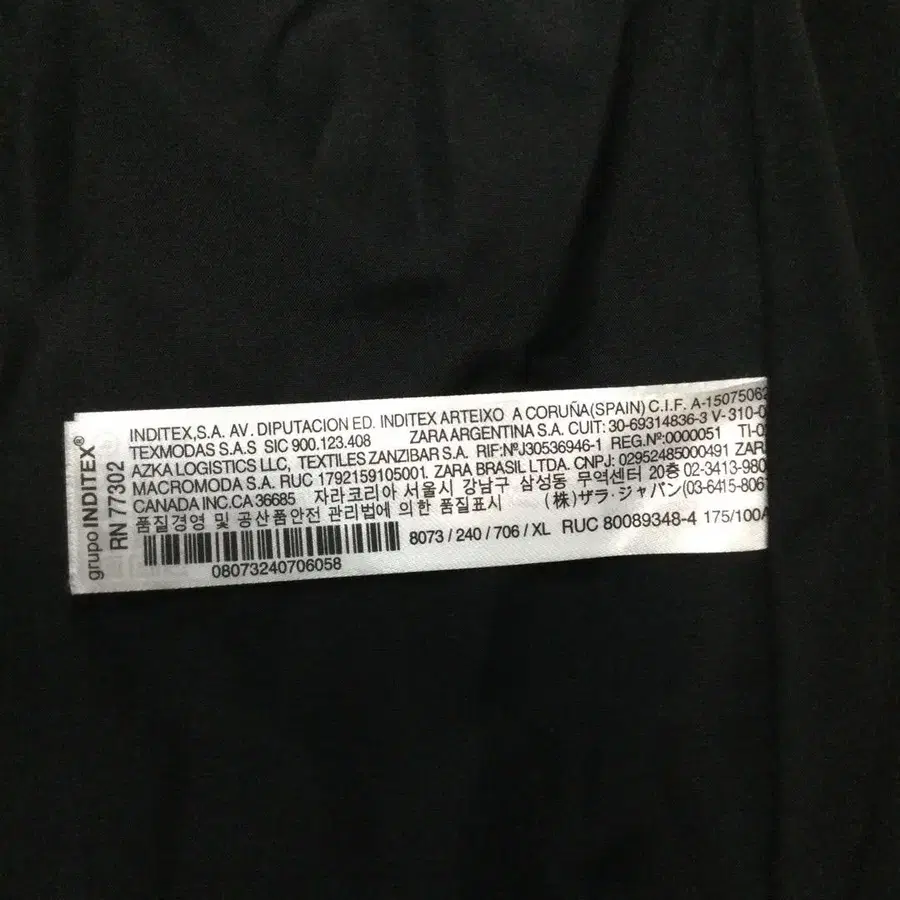 grupo INDITEX®
RN 77302
INDITEX,S.A. AV. DIPUTACION ED. INDITEX ARTEIXO A CORUÑA(SPAIN) C.I.F. A-15075062
TEXMODAS S.A.S SIC 900.123.408 ZARA ARGENTINA S.A. CUIT: 30-69314836-3 V-310-0
AZKA LOGISTICS LLC, TEXTILES ZANZIBAR S.A. RIF:NºJ30536946-1 REG.Nº:0000051 TI-0
MACROMODA S.A. RUC 1792159105001. ZARA BRASIL LTDA. CNPJ: 02952485000491 ZAR
CANADA INC.CA 36685 자라코리아 서울시 강남구 삼성동 무역센터 20층 02-3413-980
품질경영 및 공산품안전 관리법에 의한 품질표시 (株)ザラ・ジャパン(03-6415-806
8073 / 240 / 706 / XL RUC 80089348-4 175/100A
08073240706058